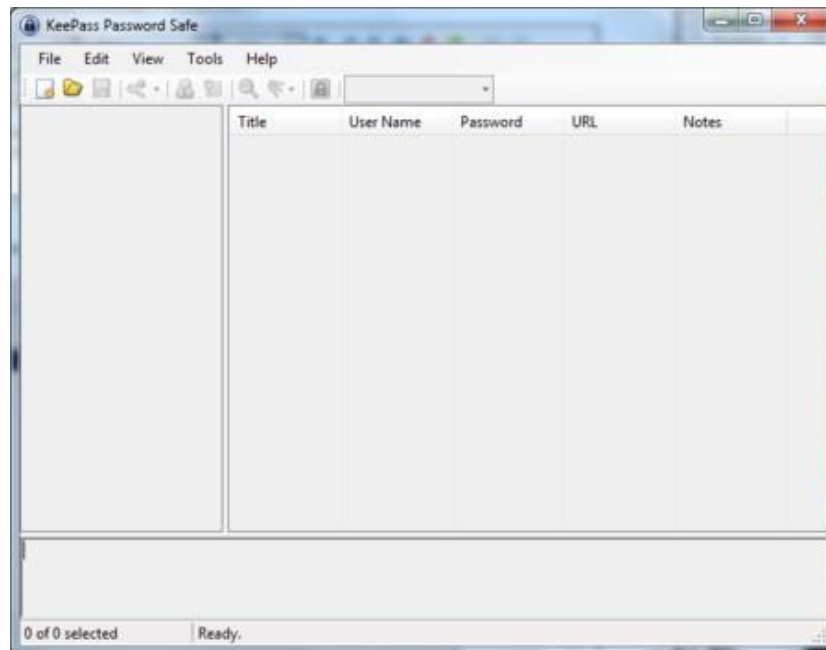 KeePass Password Safe
File Edit View Tools Help
Title User Name Password URL Notes
0 of 0 selected Ready.